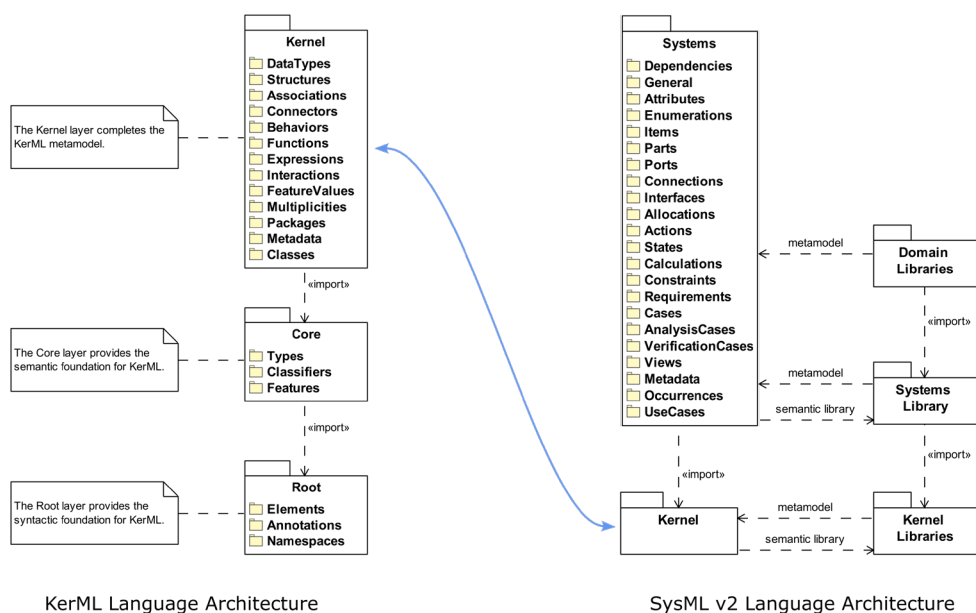 Kernel
DataTypes
Structures
Associations
Connectors
Behaviors
Functions
Expressions
Interactions
FeatureValues
Multiplicities
Packages
Metadata
Classes
The Kernel layer completes the
KerML metamodel.
«import»
Core
Types
Classifiers
Features
The Core layer provides the
semantic foundation for KerML.
«import»
Root
Elements
Annotations
Namespaces
The Root layer provides the
syntactic foundation for KerML.
KerML Language Architecture
Systems
Dependencies
General
Attributes
Enumerations
Items
Parts
Ports
Connections
Interfaces
Allocations
Actions
States
Calculations
Constraints
Requirements
Cases
AnalysisCases
VerificationCases
Views
Metadata
Occurrences
UseCases
metamodel
Domain
Libraries
«import»
metamodel
Systems
Library
semantic library
«import»
«import»
Kernel
metamodel
semantic library
Kernel
Libraries
SysML v2 Language Architecture